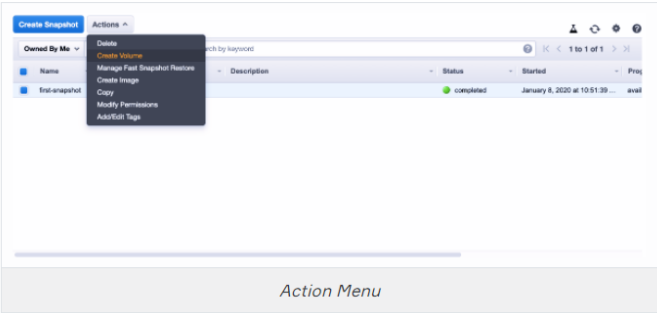 Create Snapshot Actions
Owned By Me rch by keyword 1 to 1 of 1
Delete
Create Volume
Manage Fast Snapshot Restore
Create Image
Copy
Modify Permissions
Add/Edit Tags
Name Description Status Started Prog
first-snapshot completed January 8, 2020 at 10:51:39 ... avail
Action Menu